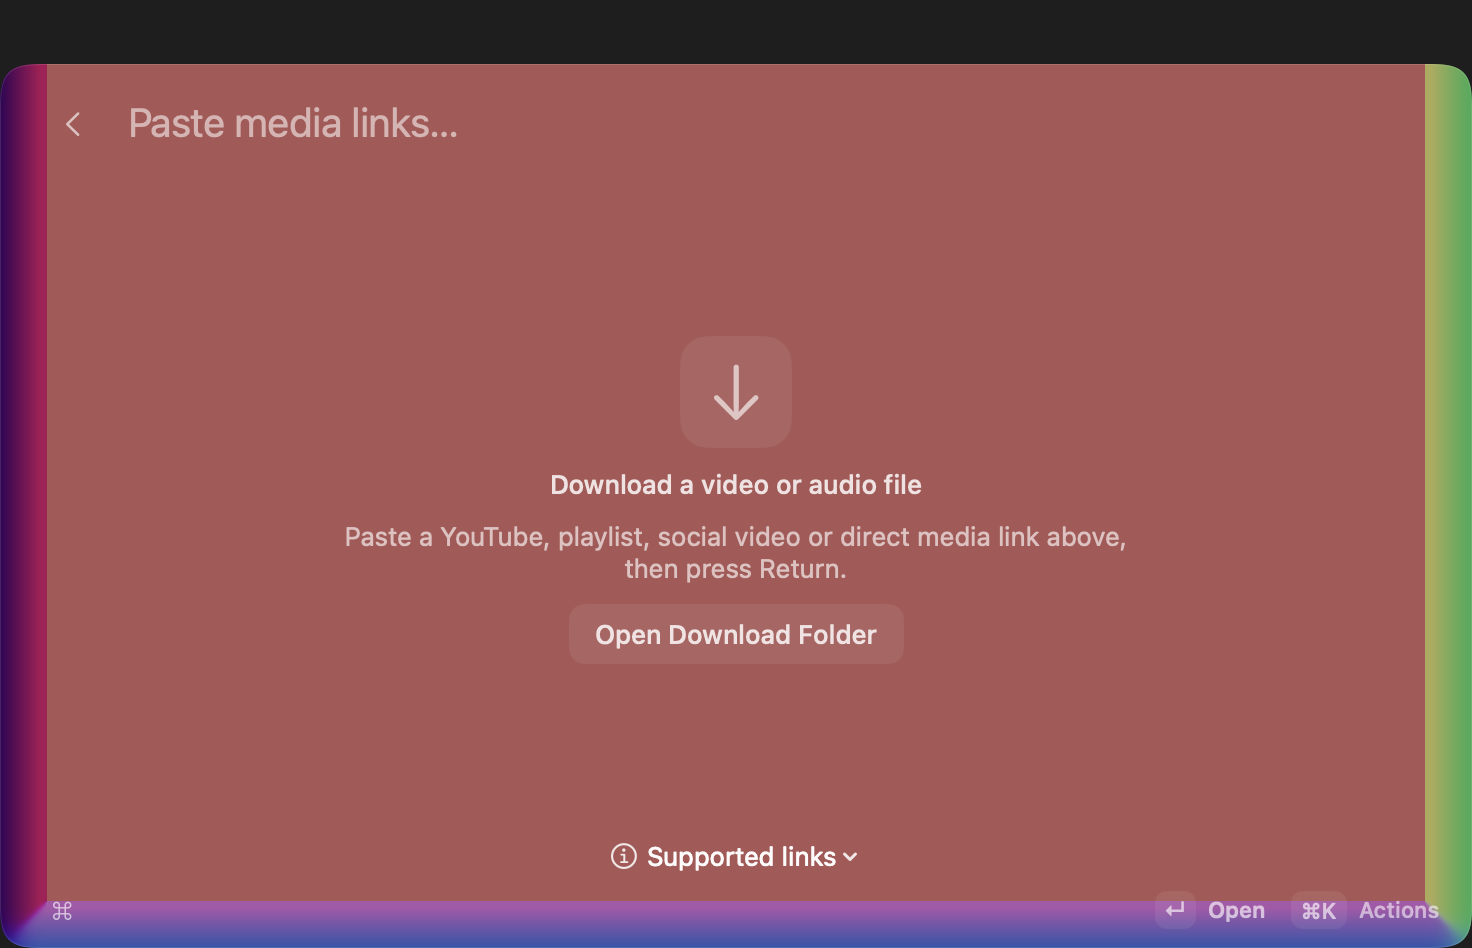 Paste media links...
Download a video or audio file
Paste a YouTube, playlist, social video or direct media link above,
then press Return.
Open Download Folder
Supported links
⌘ ↵ Open ⌘K Actions